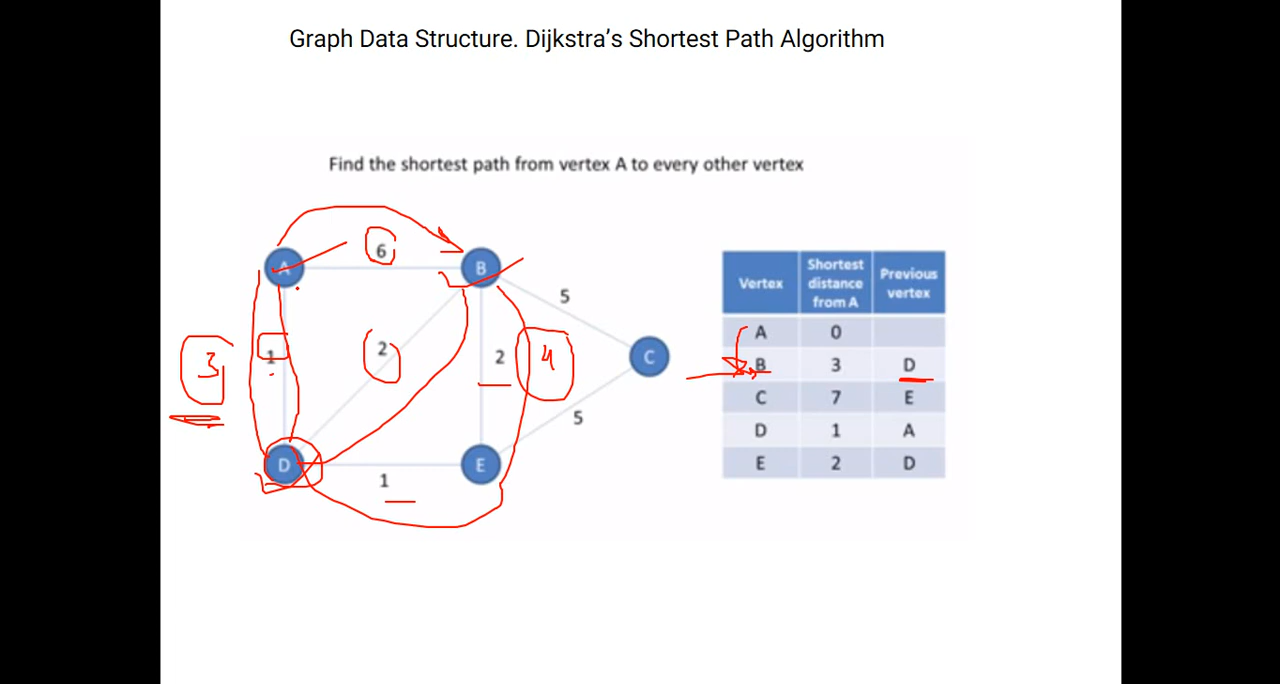 Graph Data Structure. Dijkstra's Shortest Path Algorithm
Find the shortest path from vertex A to every other vertex
A
6
B
5
3
1
2
2
4
C
5
D
1
E
Vertex Shortest distance from A Previous vertex
A 0
B 3 D
C 7 E
D 1 A
E 2 D